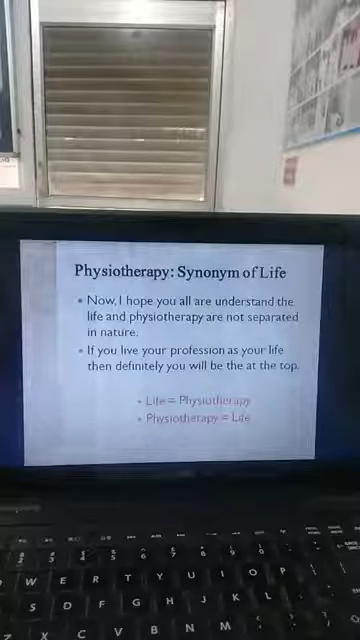 Physiotherapy: Synonym of Life
• Now, I hope you all are understand the
life and physiotherapy are not separated
in nature.
• If you live your profession as your life
then definitely you will be the at the top.
• Life = Physiotherapy
• Physiotherapy = Life
W E R T Y U I O P
S D F G H J K L
X C V B N M